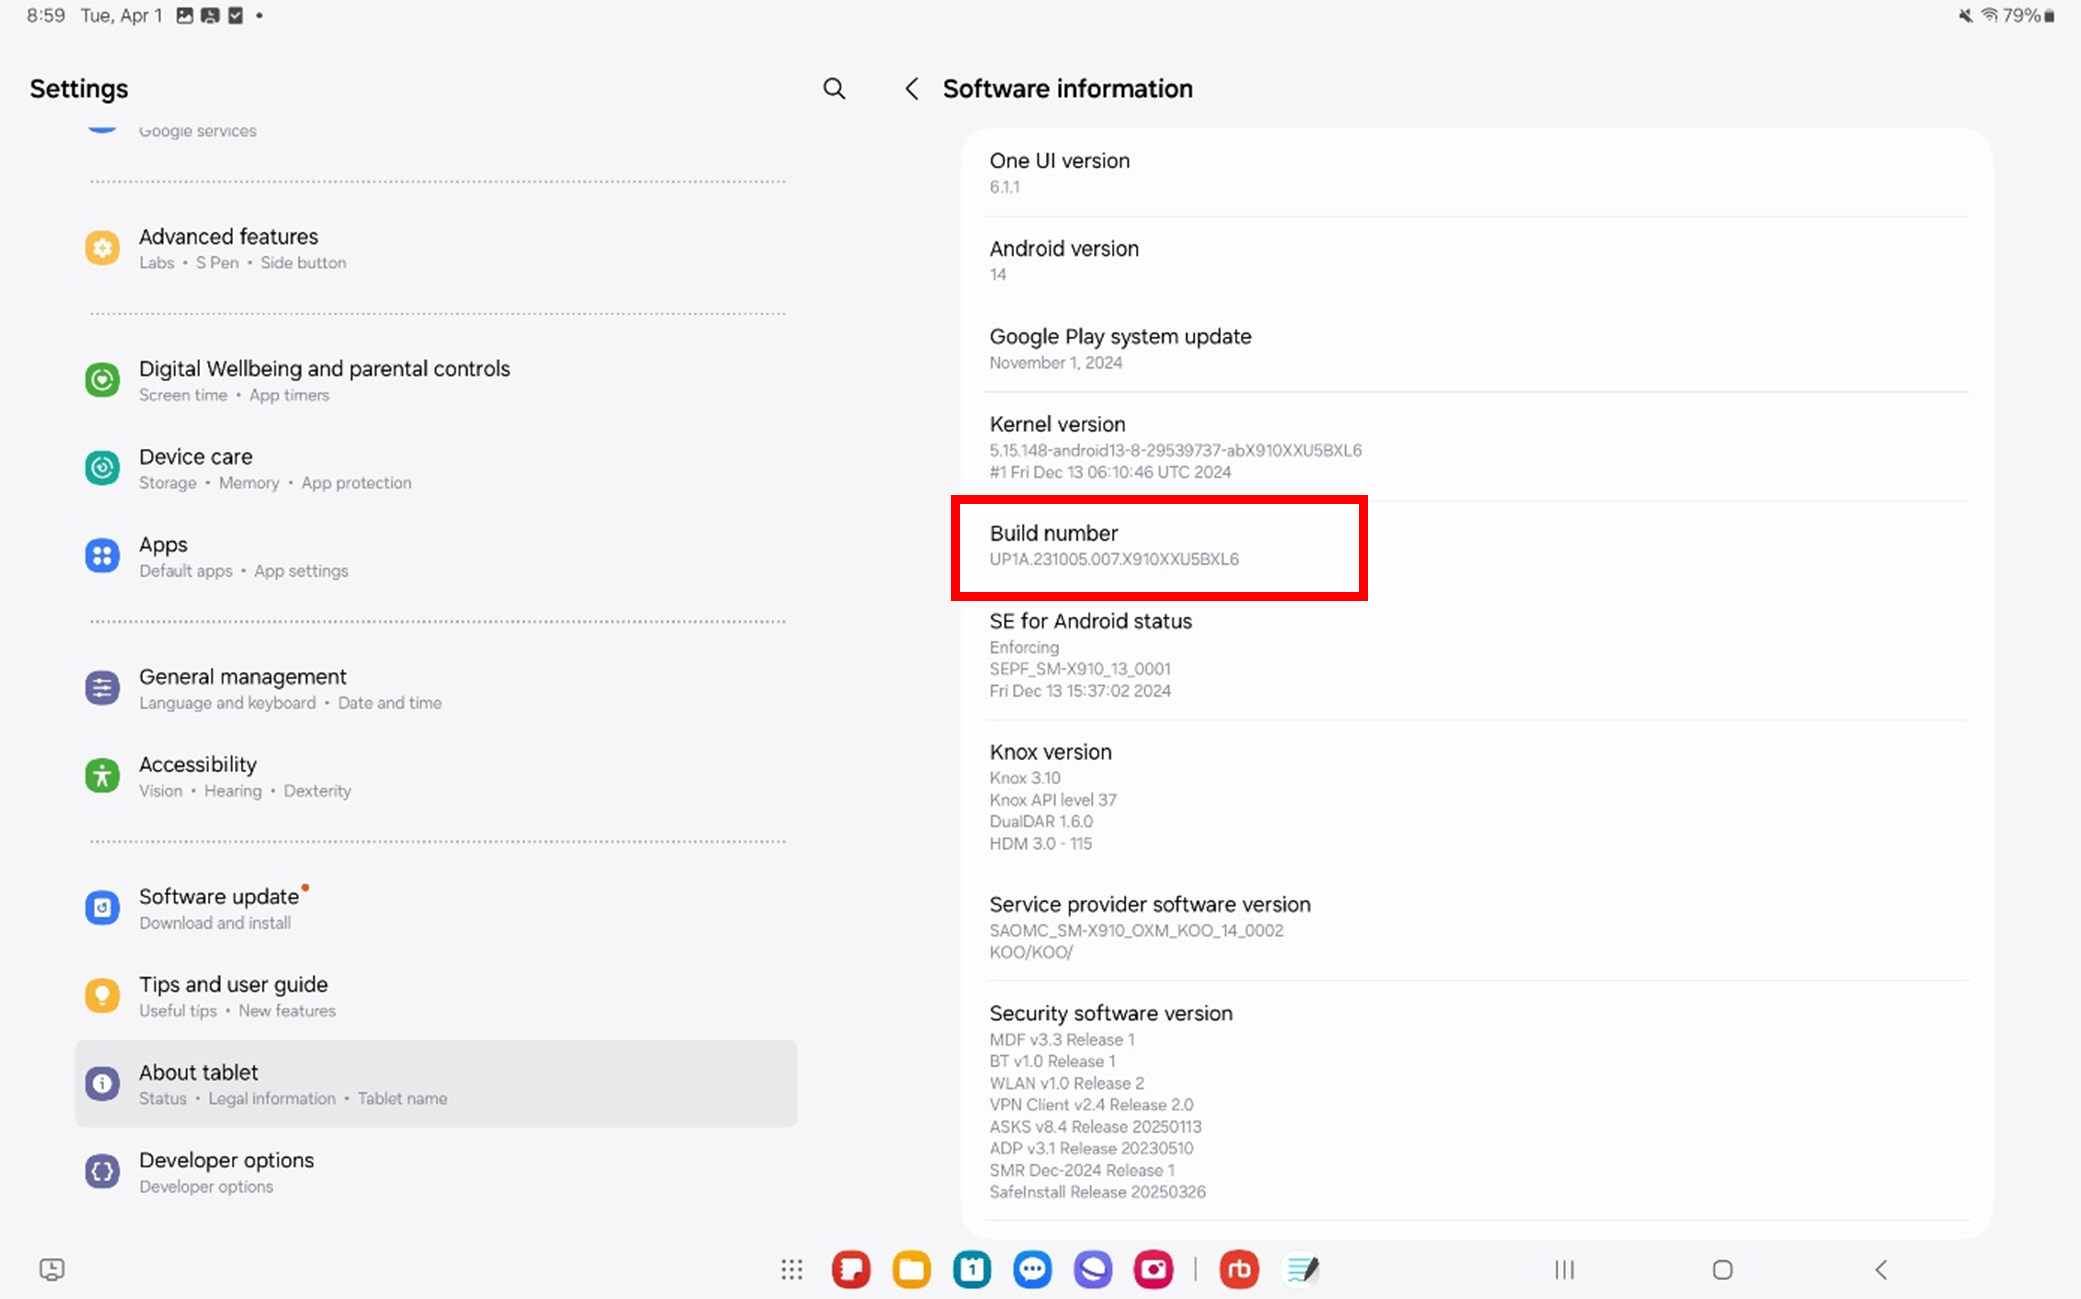 8:59 Tue, Apr 1
79%
Settings
Google services
Advanced features
Labs • S Pen • Side button
Digital Wellbeing and parental controls
Screen time • App timers
Device care
Storage • Memory • App protection
Apps
Default apps • App settings
General management
Language and keyboard • Date and time
Accessibility
Vision • Hearing • Dexterity
Software update
Download and install
Tips and user guide
Useful tips • New features
About tablet
Status • Legal information • Tablet name
Developer options
Developer options
Software information
One UI version
6.1.1
Android version
14
Google Play system update
November 1, 2024
Kernel version
5.15.148-android13-8-29539737-abX910XXU5BXL6
#1 Fri Dec 13 06:10:46 UTC 2024
Build number
UP1A.231005.007.X910XXU5BXL6
SE for Android status
Enforcing
SEPF_SM-X910_13_0001
Fri Dec 13 15:37:02 2024
Knox version
Knox 3.10
Knox API level 37
DualDAR 1.6.0
HDM 3.0 - 115
Service provider software version
SAOMC_SM-X910_OXM_KOO_14_0002
KOO/KOO/
Security software version
MDF v3.3 Release 1
BT v1.0 Release 1
WLAN v1.0 Release 2
VPN Client v2.4 Release 2.0
ASKS v8.4 Release 20250113
ADP v3.1 Release 20230510
SMR Dec-2024 Release 1
SafeInstall Release 20250326
1
rb